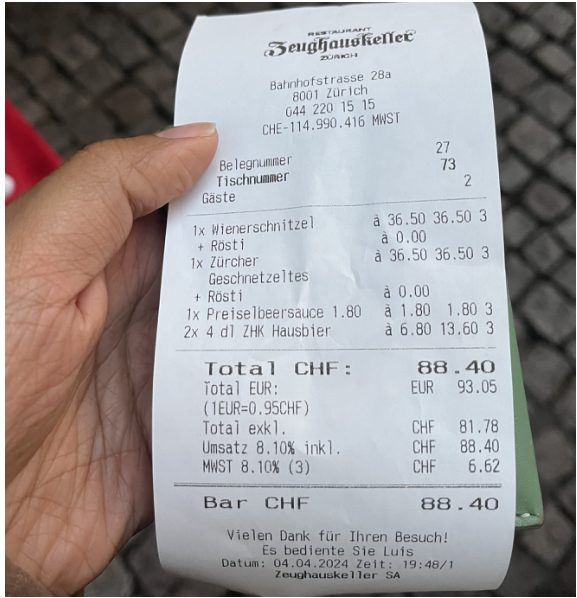 RESTAURANT
Zeughauskeller
ZÜRICH
Bahnhofstrasse 28a
8001 Zürich
044 220 15 15
CHE-114.990.416 MWST
Belegnummer 27
Tischnummer 73
Gäste 2
1x Wienerschnitzel à 36.50 36.50 3
+ Rösti à 0.00
1x Zürcher à 36.50 36.50 3
Geschnetzeltes
+ Rösti à 0.00
1x Preiselbeersauce 1.80 à 1.80 1.80 3
2x 4 dl ZHK Hausbier à 6.80 13.60 3
Total CHF: 88.40
Total EUR: EUR 93.05
(1EUR=0.95CHF)
Total exkl. CHF 81.78
Umsatz 8.10% inkl. CHF 88.40
MWST 8.10% (3) CHF 6.62
Bar CHF 88.40
Vielen Dank für Ihren Besuch!
Es bediente Sie Luis
Datum: 04.04.2024 Zeit: 19:48/1
Zeughauskeller SA